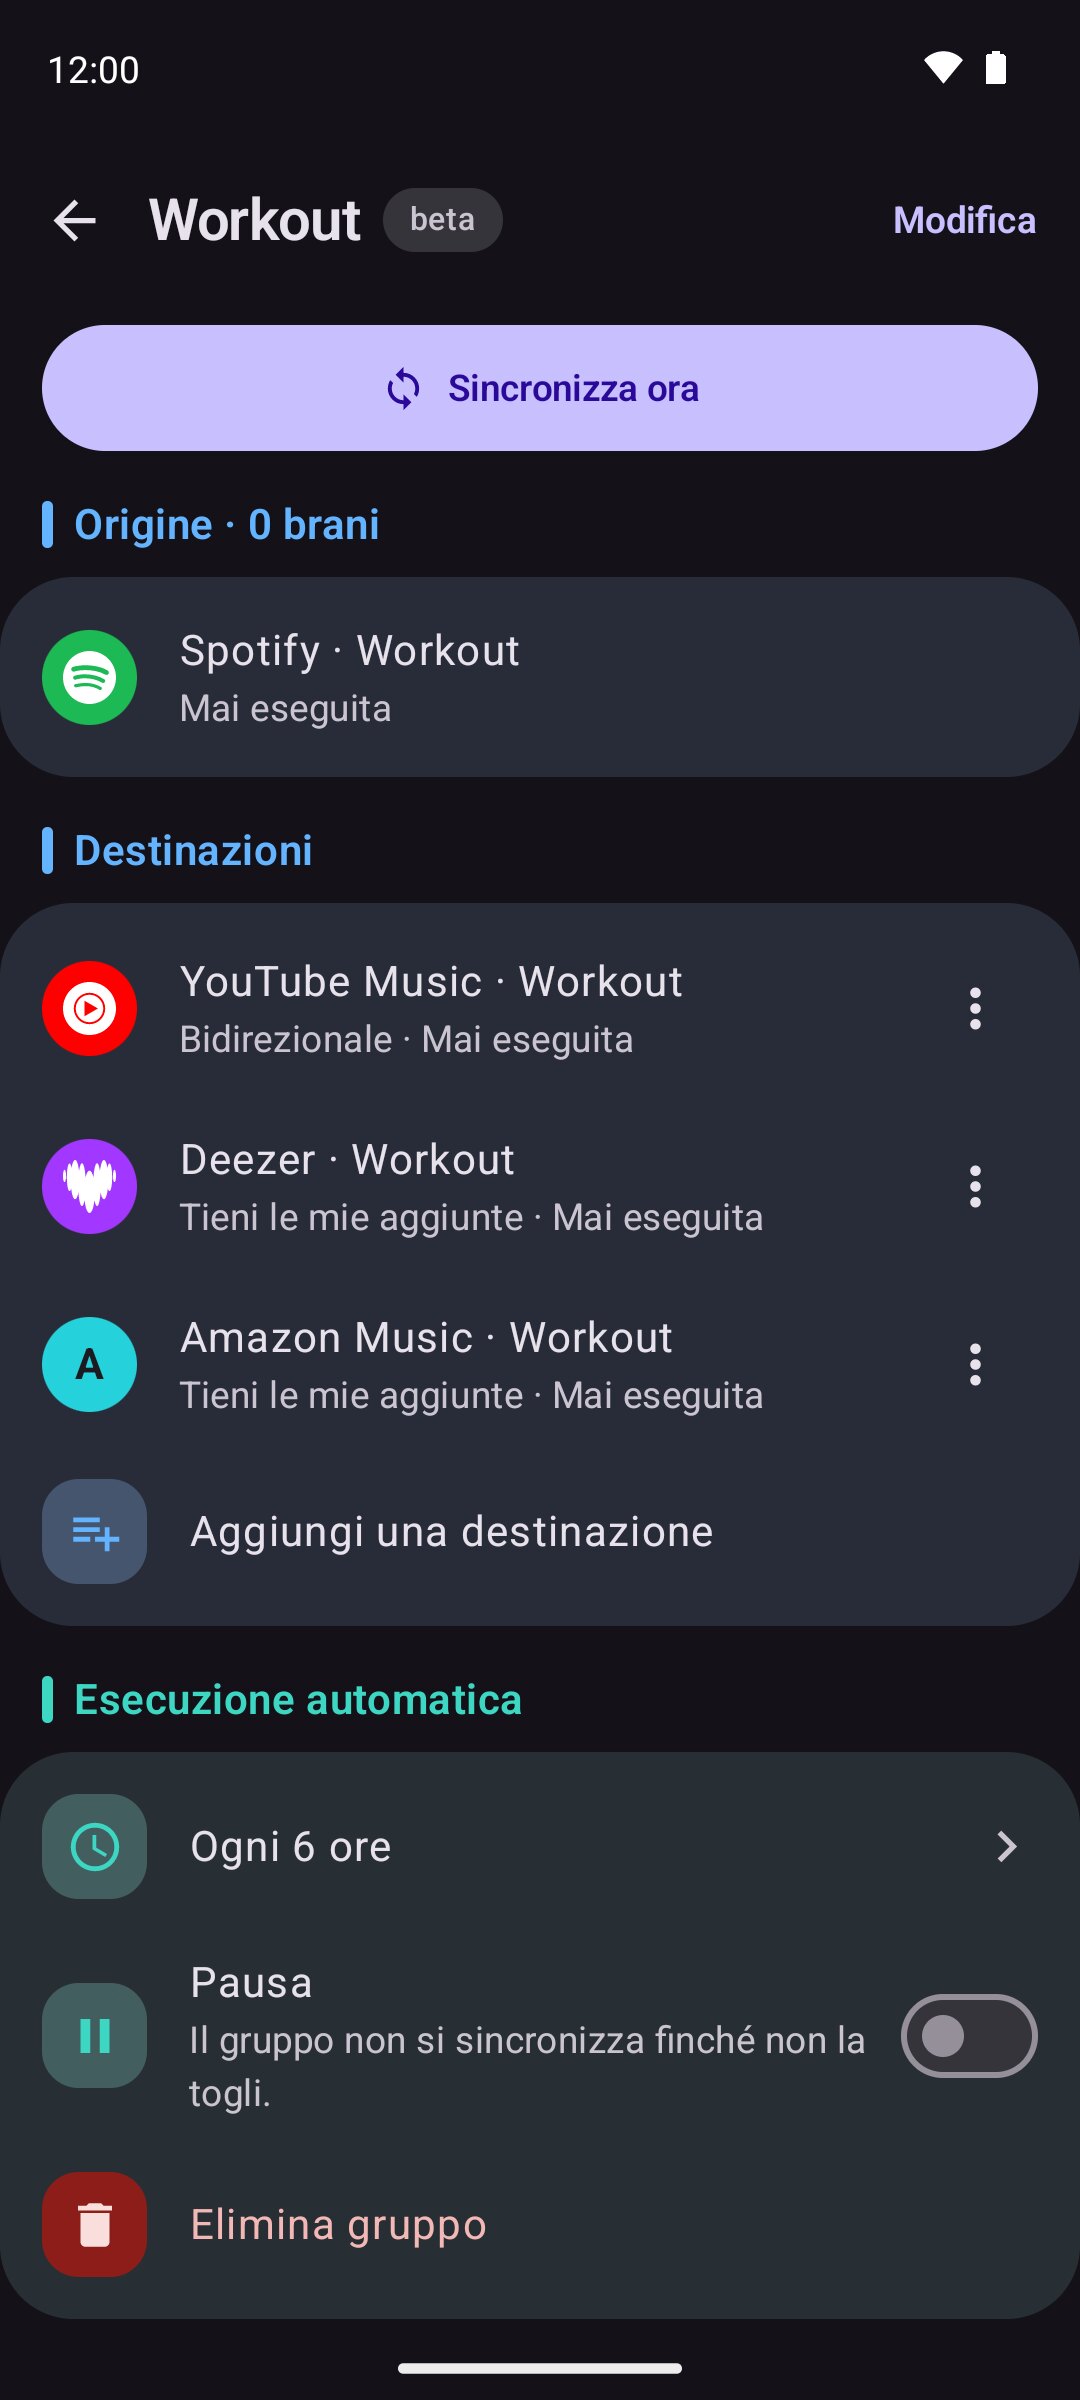 12:00
Workout beta Modifica
Sincronizza ora
Origine · 0 brani
Spotify · Workout
Mai eseguita
Destinazioni
YouTube Music · Workout
Bidirezionale · Mai eseguita
Deezer · Workout
Tieni le mie aggiunte · Mai eseguita
A
Amazon Music · Workout
Tieni le mie aggiunte · Mai eseguita
Aggiungi una destinazione
Esecuzione automatica
Ogni 6 ore
Pausa
Il gruppo non si sincronizza finché non la
togli.
Elimina gruppo